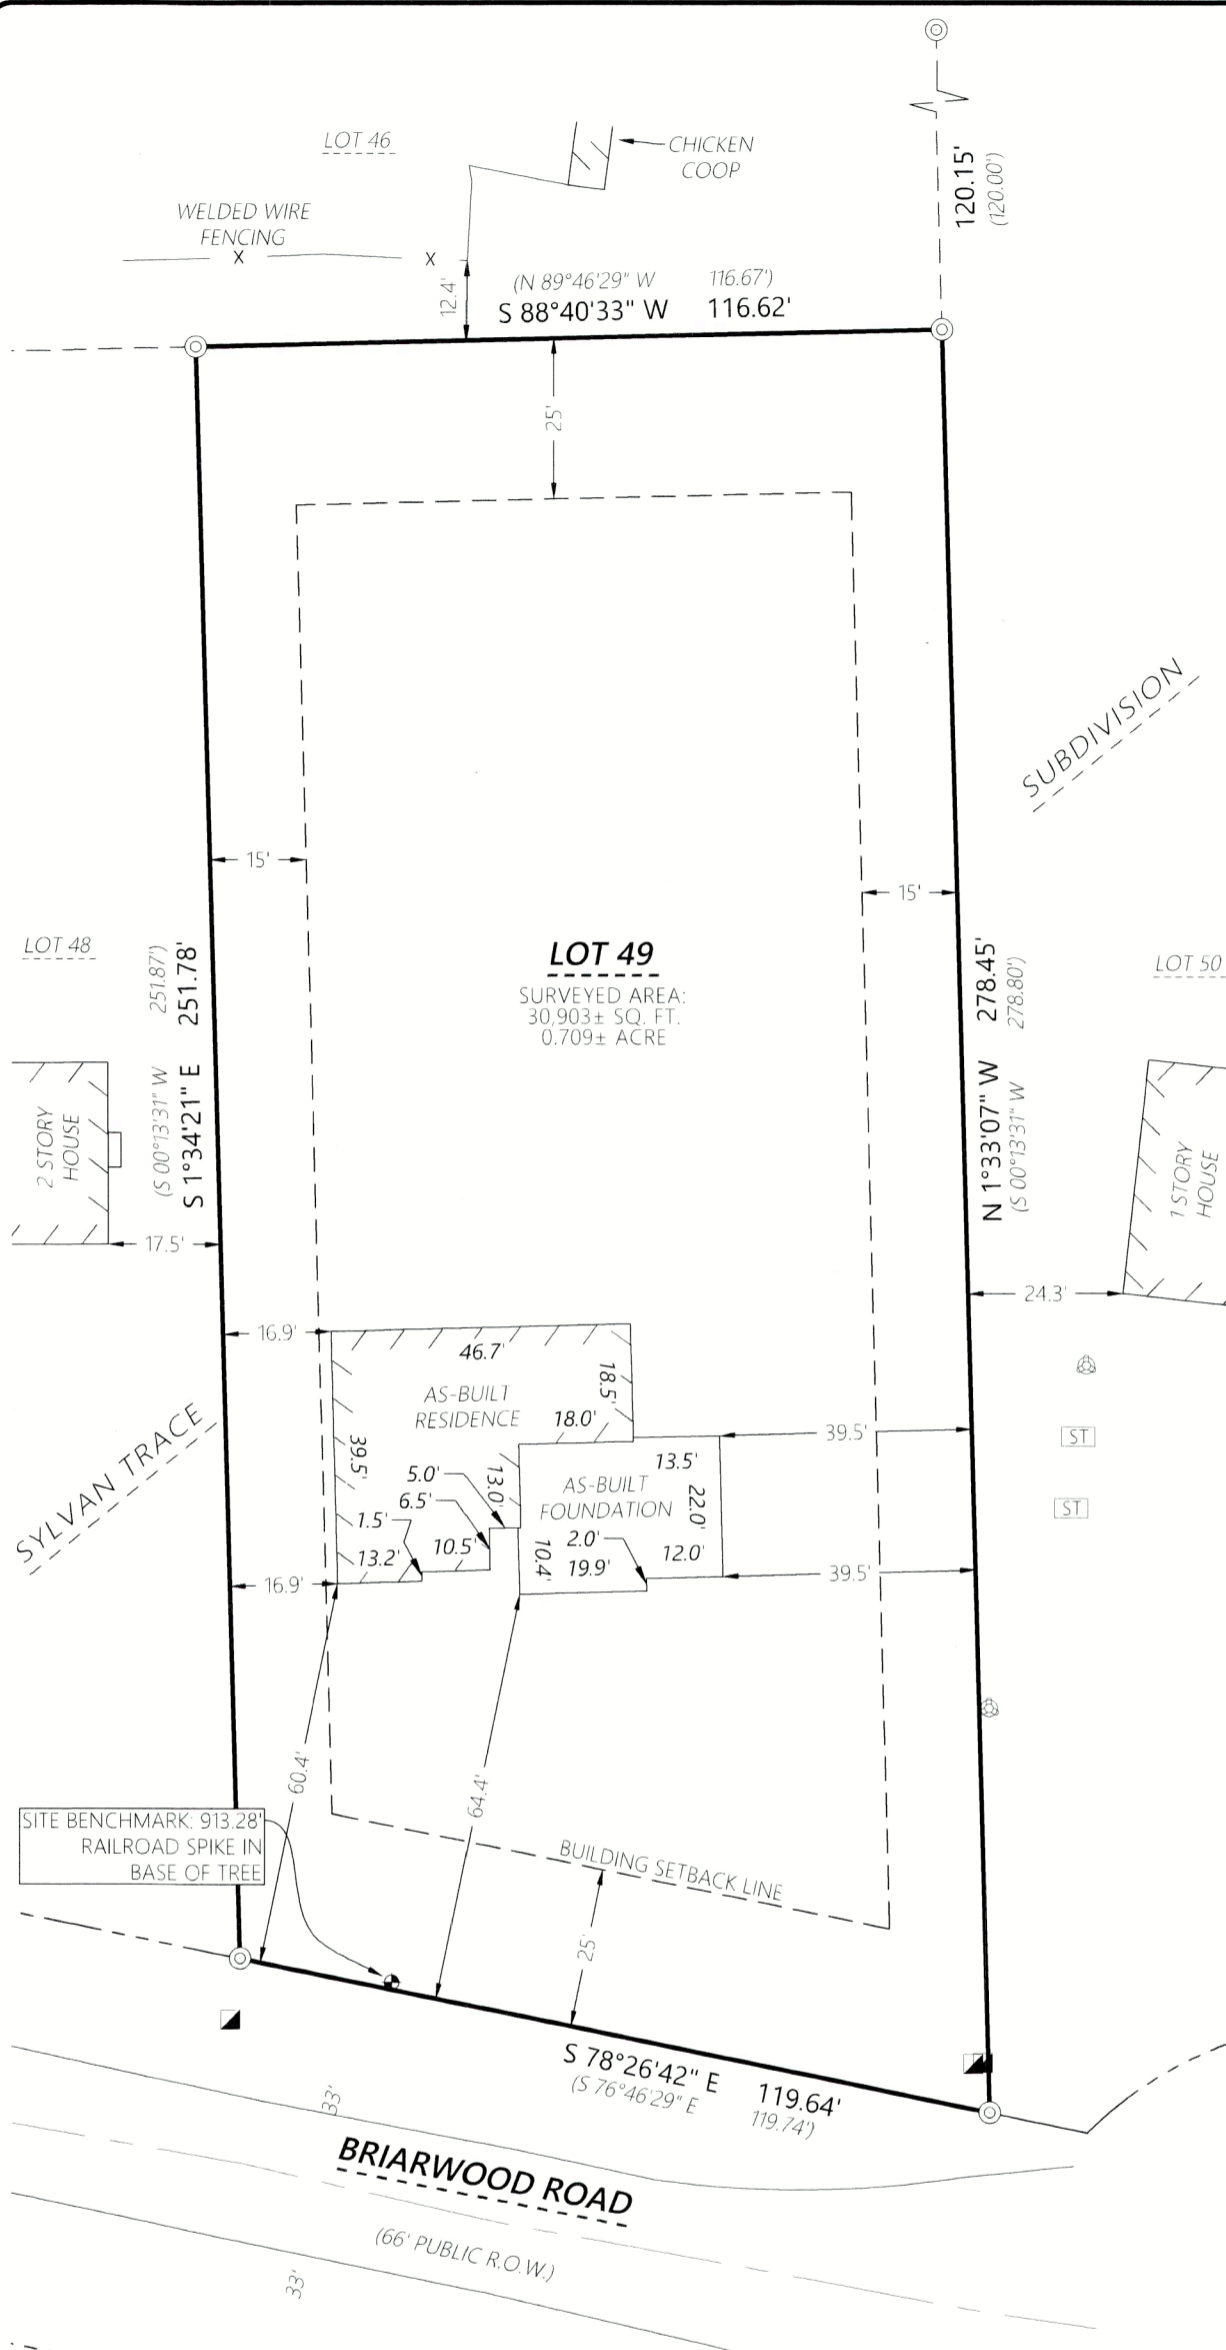 LOT 46
CHICKEN
COOP
120.15'
(120.00')
WELDED WIRE
FENCING
X
X
12.4'
(N 89°46'29" W 116.67')
S 88°40'33" W 116.62'
25'
SUBDIVISION
15'
15'
LOT 48
LOT 49
SURVEYED AREA:
30,903± SQ. FT.
0.709± ACRE
LOT 50
(S 00°13'31" W 251.87')
S 1°34'21" E 251.78'
N 1°33'07" W 278.45'
(S 00°13'31" W 278.80')
2 STORY
HOUSE
1 STORY
HOUSE
17.5'
24.3'
16.9'
46.7'
18.5'
AS-BUILT
RESIDENCE
18.0'
39.5'
39.5'
SYLVAN TRACE
ST
ST
5.0'
13.0'
13.5'
AS-BUILT
FOUNDATION
22.0'
6.5'
1.5'
13.2'
10.5'
10.4'
2.0'
19.9'
12.0'
16.9'
39.5'
60.4'
64.4'
SITE BENCHMARK: 913.28'
RAILROAD SPIKE IN
BASE OF TREE
BUILDING SETBACK LINE
25'
S 78°26'42" E 119.64'
(S 76°46'29" E 119.74')
33'
BRIARWOOD ROAD
(66' PUBLIC R.O.W.)
33'